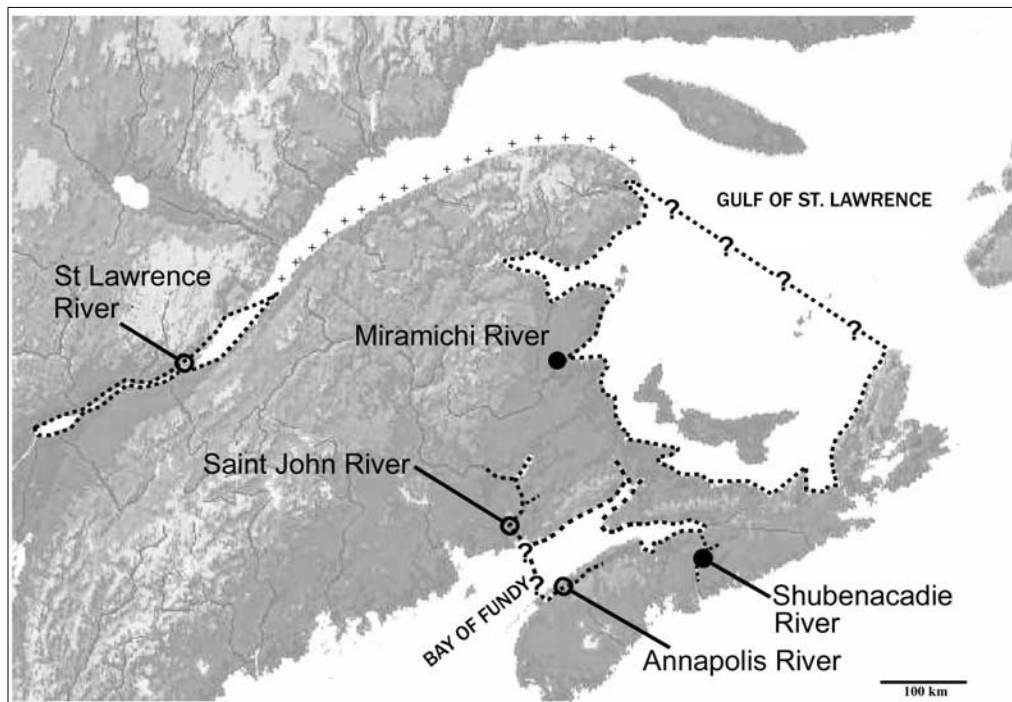 GULF OF ST. LAWRENCE
?
?
?
?
St Lawrence
River
Miramichi River
Saint John River
?
?
BAY OF FUNDY
Shubenacadie
River
Annapolis River
100 km